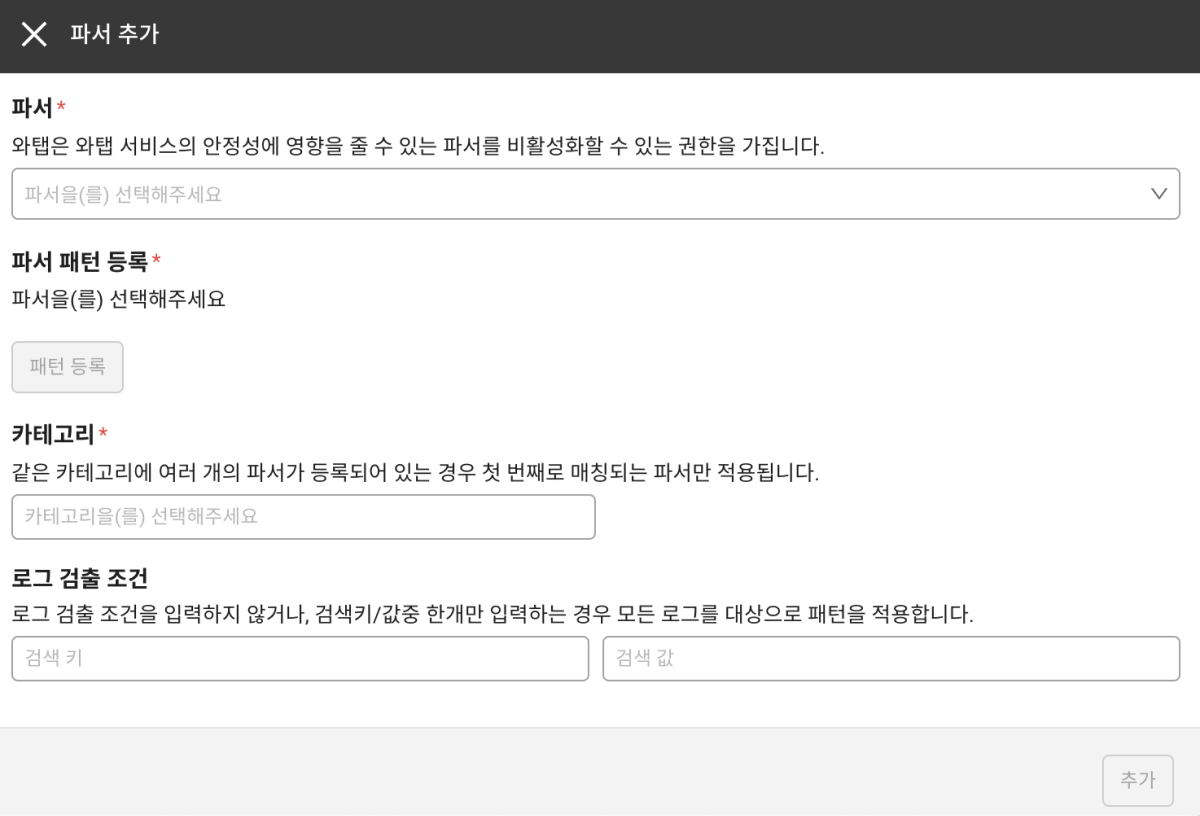 파서 추가
파서*
와탭은 와탭 서비스의 안정성에 영향을 줄 수 있는 파서를 비활성화할 수 있는 권한을 가집니다.
파서을(를) 선택해주세요
파서 패턴 등록*
파서을(를) 선택해주세요
패턴 등록
카테고리*
같은 카테고리에 여러 개의 파서가 등록되어 있는 경우 첫 번째로 매칭되는 파서만 적용됩니다.
카테고리을(를) 선택해주세요
로그 검출 조건
로그 검출 조건을 입력하지 않거나, 검색키/값중 한개만 입력하는 경우 모든 로그를 대상으로 패턴을 적용합니다.
검색 키 검색 값
추가